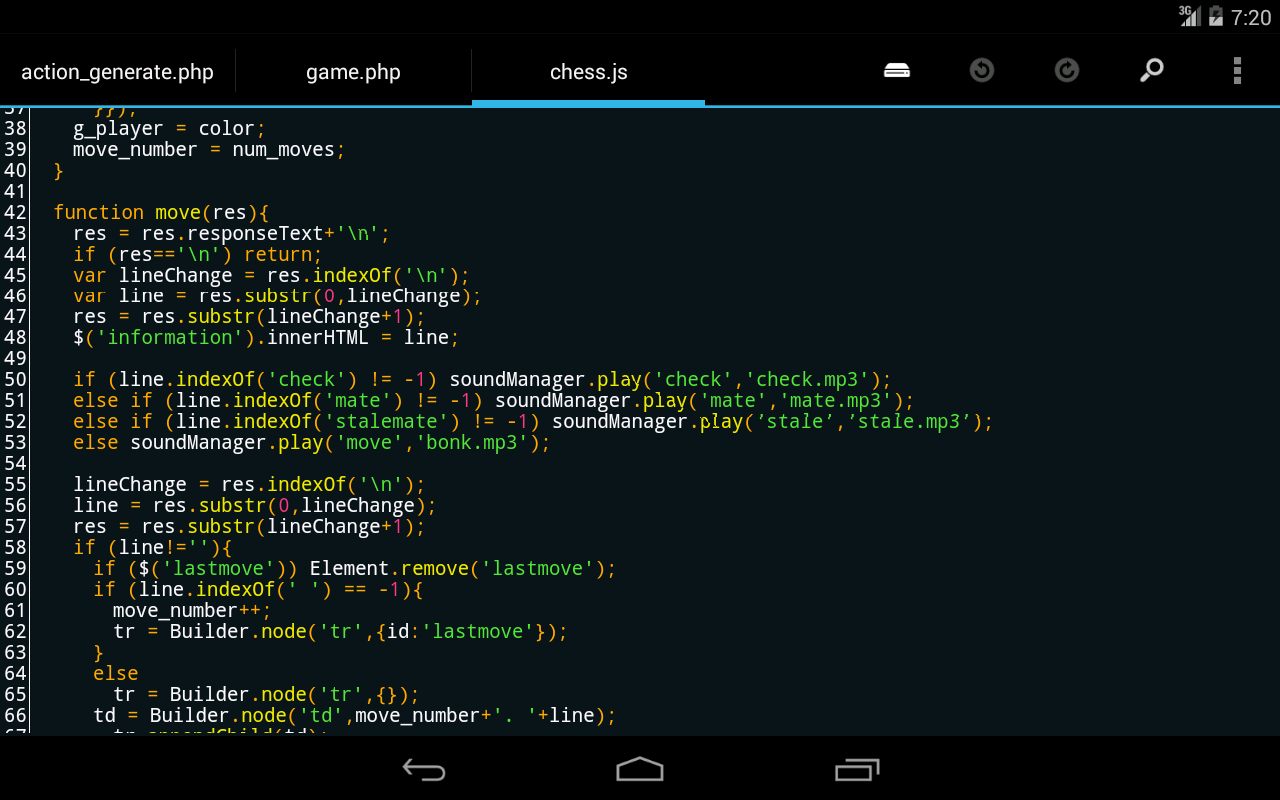 3G 7:20
action_generate.php game.php chess.js
37 }});
38 g_player = color;
39 move_number = num_moves;
40 }
41
42 function move(res){
43 res = res.responseText+'\n';
44 if (res=='\n') return;
45 var lineChange = res.indexOf('\n');
46 var line = res.substr(0,lineChange);
47 res = res.substr(lineChange+1);
48 $('information').innerHTML = line;
49
50 if (line.indexOf('check') != -1) soundManager.play('check','check.mp3');
51 else if (line.indexOf('mate') != -1) soundManager.play('mate','mate.mp3');
52 else if (line.indexOf('stalemate') != -1) soundManager.play(’stale’,’stale.mp3’);
53 else soundManager.play('move','bonk.mp3');
54
55 lineChange = res.indexOf('\n');
56 line = res.substr(0,lineChange);
57 res = res.substr(lineChange+1);
58 if (line!=''){
59 if ($('lastmove')) Element.remove('lastmove');
60 if (line.indexOf(' ') == -1){
61 move_number++;
62 tr = Builder.node('tr',{id:'lastmove'});
63 }
64 else
65 tr = Builder.node('tr',{});
66 td = Builder.node('td',move_number+'. '+line);
67 tr.appendChild(td);